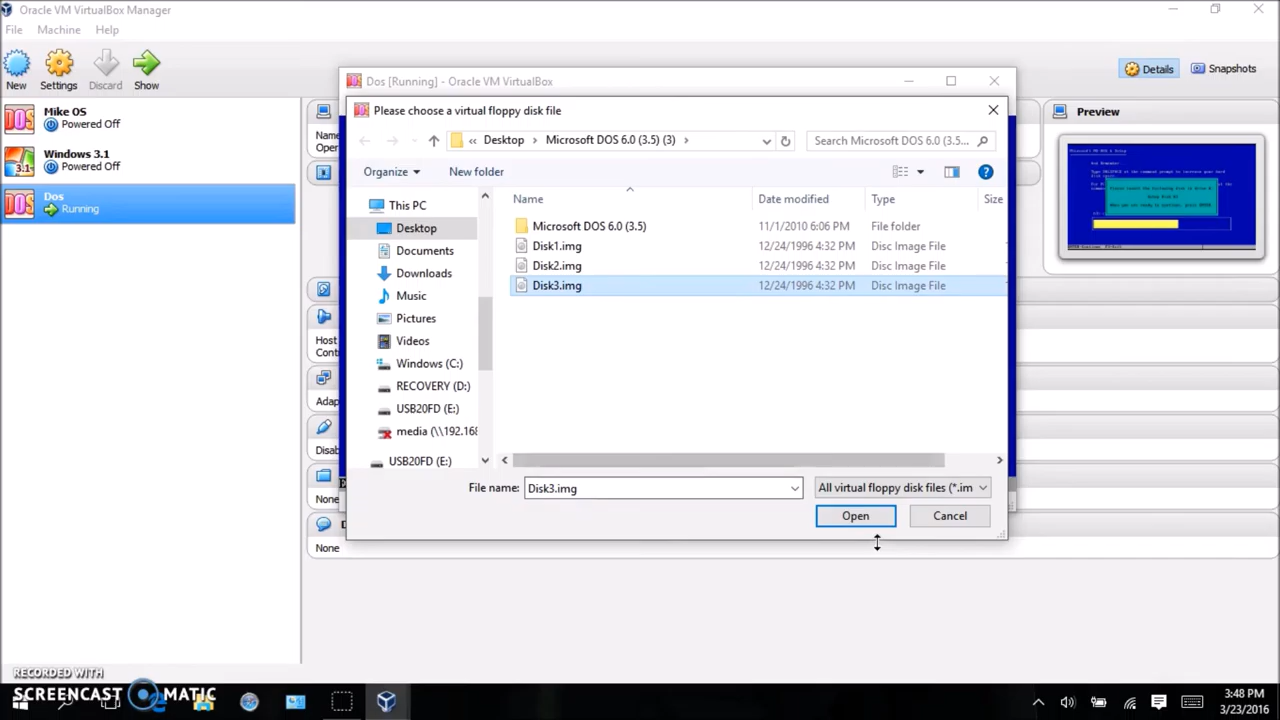 Oracle VM VirtualBox Manager
File Machine Help
New Settings Discard Show
Details Snapshots
Mike OS
Powered Off
Windows 3.1
Powered Off
Dos
Running
Dos [Running] - Oracle VM VirtualBox
Please choose a virtual floppy disk file
« Desktop › Microsoft DOS 6.0 (3.5) (3) ›
Search Microsoft DOS 6.0 (3.5...
Organize New folder
This PC
Desktop
Documents
Downloads
Music
Pictures
Videos
Windows (C:)
RECOVERY (D:)
USB20FD (E:)
media (\\192.168
USB20FD (E:)
Name Date modified Type Size
Microsoft DOS 6.0 (3.5) 11/1/2010 6:06 PM File folder
Disk1.img 12/24/1996 4:32 PM Disc Image File
Disk2.img 12/24/1996 4:32 PM Disc Image File
Disk3.img 12/24/1996 4:32 PM Disc Image File
File name: Disk3.img
All virtual floppy disk files (*.im
Open Cancel
Name
Oper
Host
Cont
Adap
Disab
None
D
None
Preview
RECORDED WITH
SCREENCAST MATIC
3:48 PM
3/23/2016